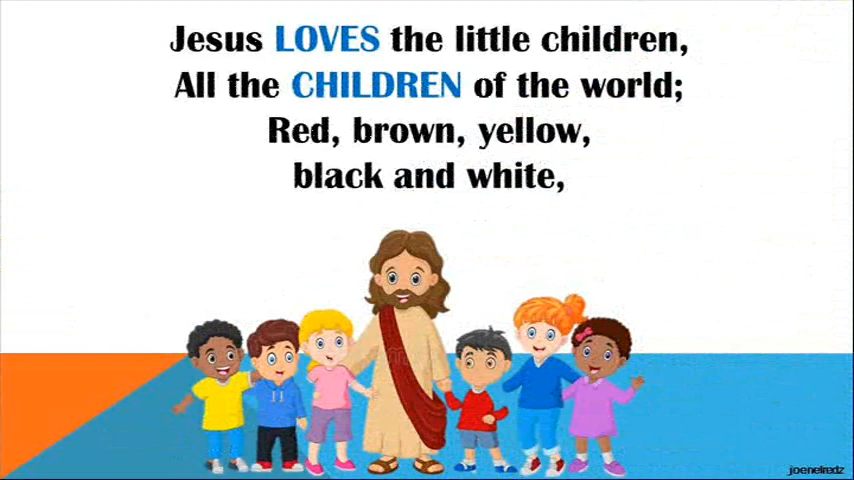 Jesus LOVES the little children,
All the CHILDREN of the world;
Red, brown, yellow,
black and white,
joenelredz